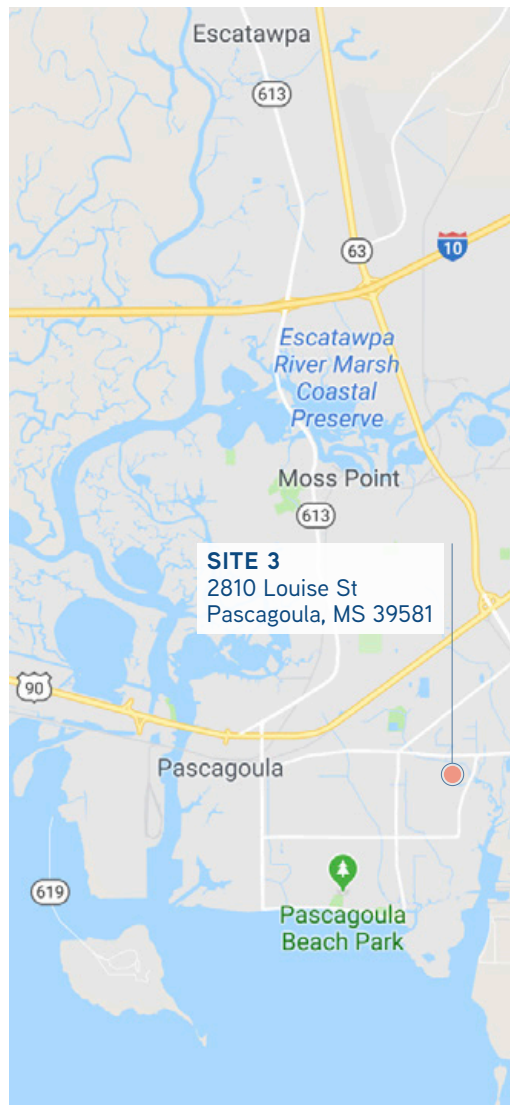 Escatawpa
613
63
10
Escatawpa
River Marsh
Coastal
Preserve
Moss Point
613
SITE 3
2810 Louise St
Pascagoula, MS 39581
90
Pascagoula
619
Pascagoula
Beach Park